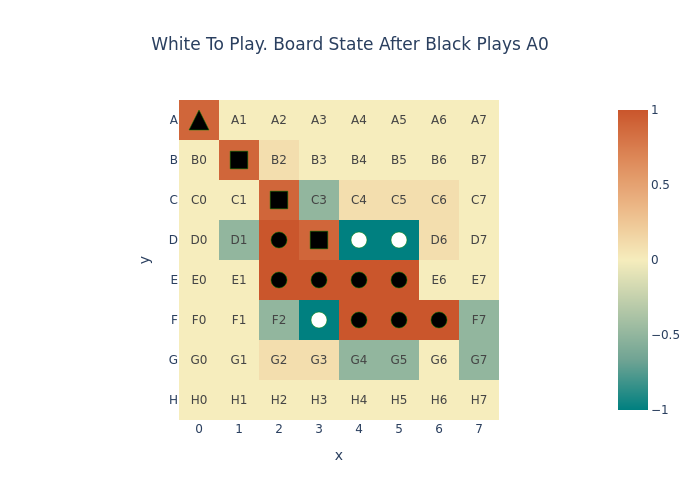 White To Play. Board State After Black Plays A0
A A1 A2 A3 A4 A5 A6 A7 1
B B0 B2 B3 B4 B5 B6 B7
C C0 C1 C3 C4 C5 C6 C7 0.5
D D0 D1 D6 D7
y 0
E E0 E1 E6 E7
F F0 F1 F2 F7 −0.5
G G0 G1 G2 G3 G4 G5 G6 G7
H H0 H1 H2 H3 H4 H5 H6 H7 −1
0 1 2 3 4 5 6 7
x